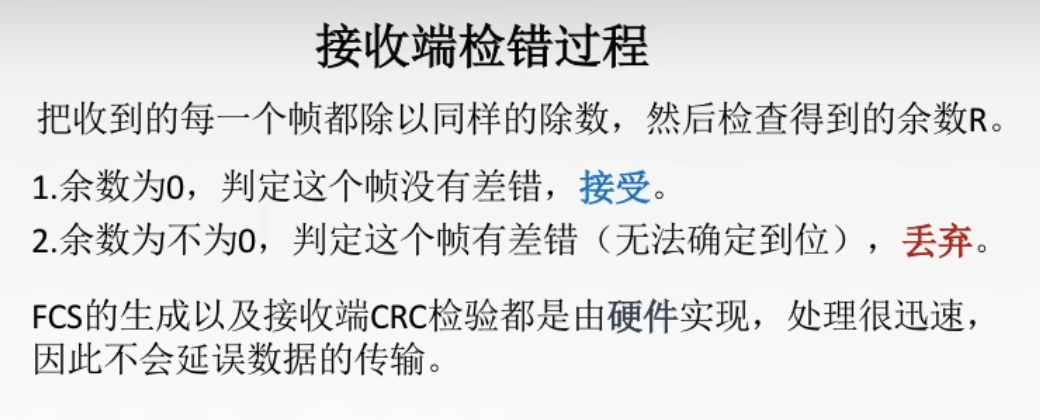 接收端检错过程
把收到的每一个帧都除以同样的除数，然后检查得到的余数R。
1.余数为0，判定这个帧没有差错，接受。
2.余数为不为0，判定这个帧有差错（无法确定到位），丢弃。
FCS的生成以及接收端CRC检验都是由硬件实现，处理很迅速，
因此不会延误数据的传输。